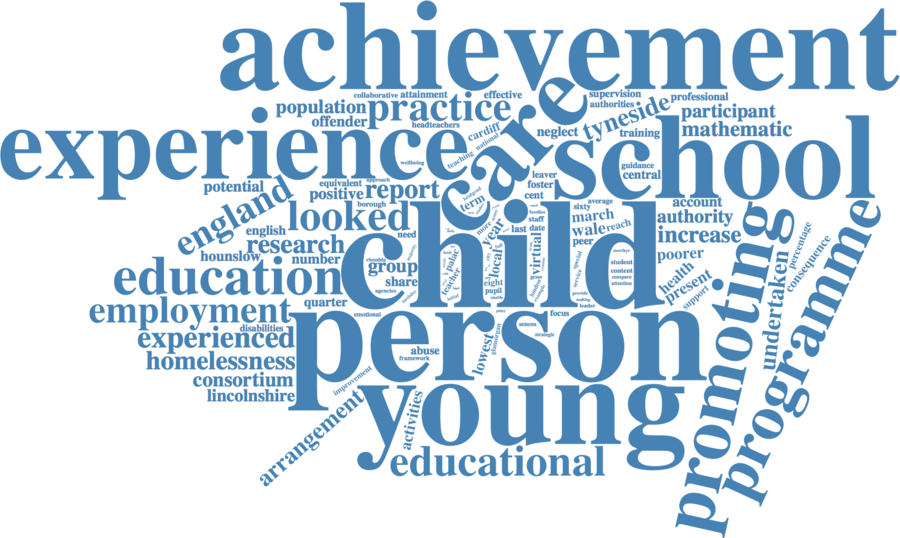 achievement
collaborative attainment effective supervision professional
population practice care authorities tyneside participant
offender headteachers cardiff neglect training mathematic
experience teaching national school
wellbeing guidance
central
potential equivalent approach leaver
positive report foster
england borough term cent average account
looked child sixty authority
english need more staff march
research year last date wale reach increase
hounslow number local virtual peer poorer
education group palac special student health
share teacher eight content present
agencies pupil attention support
employment quarter emotional focus
disabilities person strategic
experienced abuse lowest glamorgan
homelessness framework
consortium improvement
lincolnshire young
arrangement activities
educational
promoting
programme
undertaken
consequence
percentage